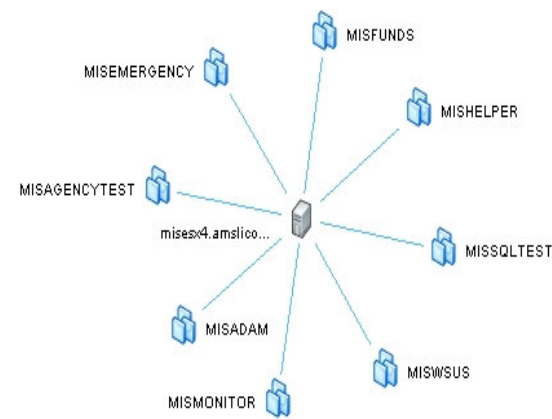 MISFUNDS
MISEMERGENCY
MISHELPER
MISAGENCYTEST
misesx4.amslico...
MISSQLTEST
MISADAM
MISWSUS
MISMONITOR